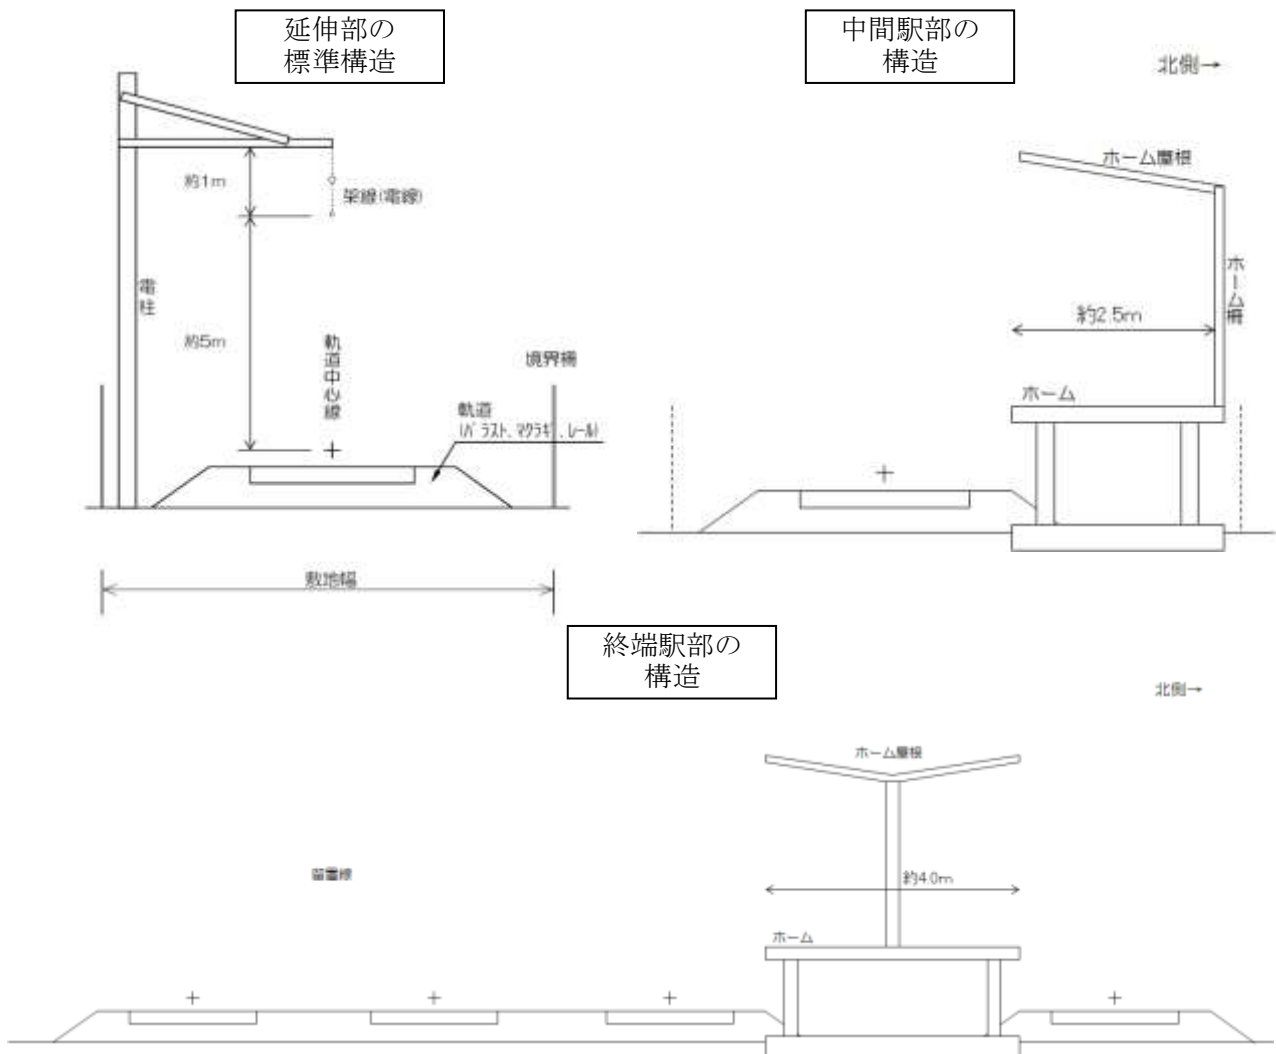 延伸部の
標準構造
約1m
架線(電線)
電柱
約5m
軌道中心線
境界柵
軌道
(バラスト、マクラギ、レール)
敷地幅
中間駅部の
構造
北側→
ホーム屋根
ホーム柵
約2.5m
ホーム
終端駅部の
構造
北側→
ホーム屋根
留置線
約4.0m
ホーム